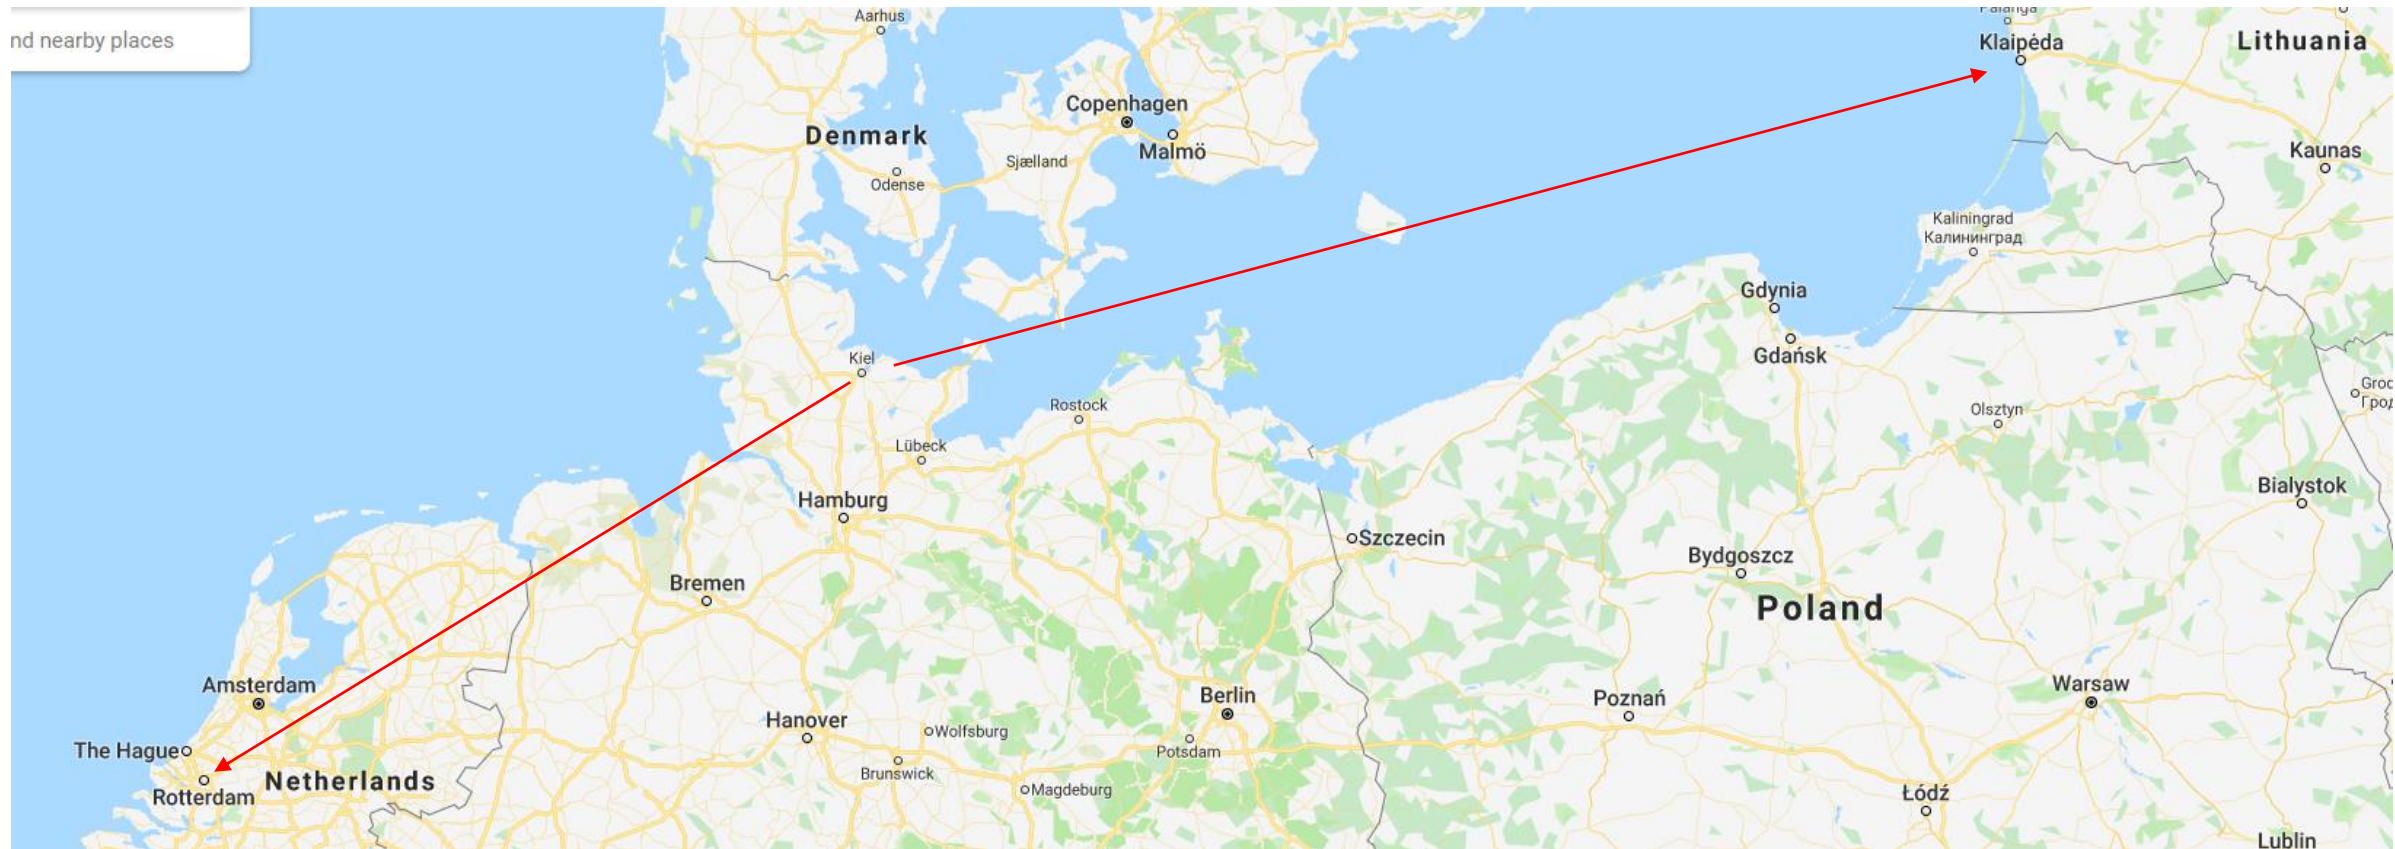 Aarhus
Palanga
nd nearby places
Klaipėda
Lithuania
Copenhagen
Denmark
Malmö
Kaunas
Sjælland
Odense
Kaliningrad
Калининград
Gdynia
Kiel
Gdańsk
Rostock
Olsztyn
Lübeck
Hamburg
Bialystok
Szczecin
Bydgoszcz
Bremen
Poland
Amsterdam
Warsaw
Berlin
Poznań
Hanover
Wolfsburg
The Hague
Potsdam
Brunswick
Netherlands
Rotterdam
Magdeburg
Łódź
Lublin